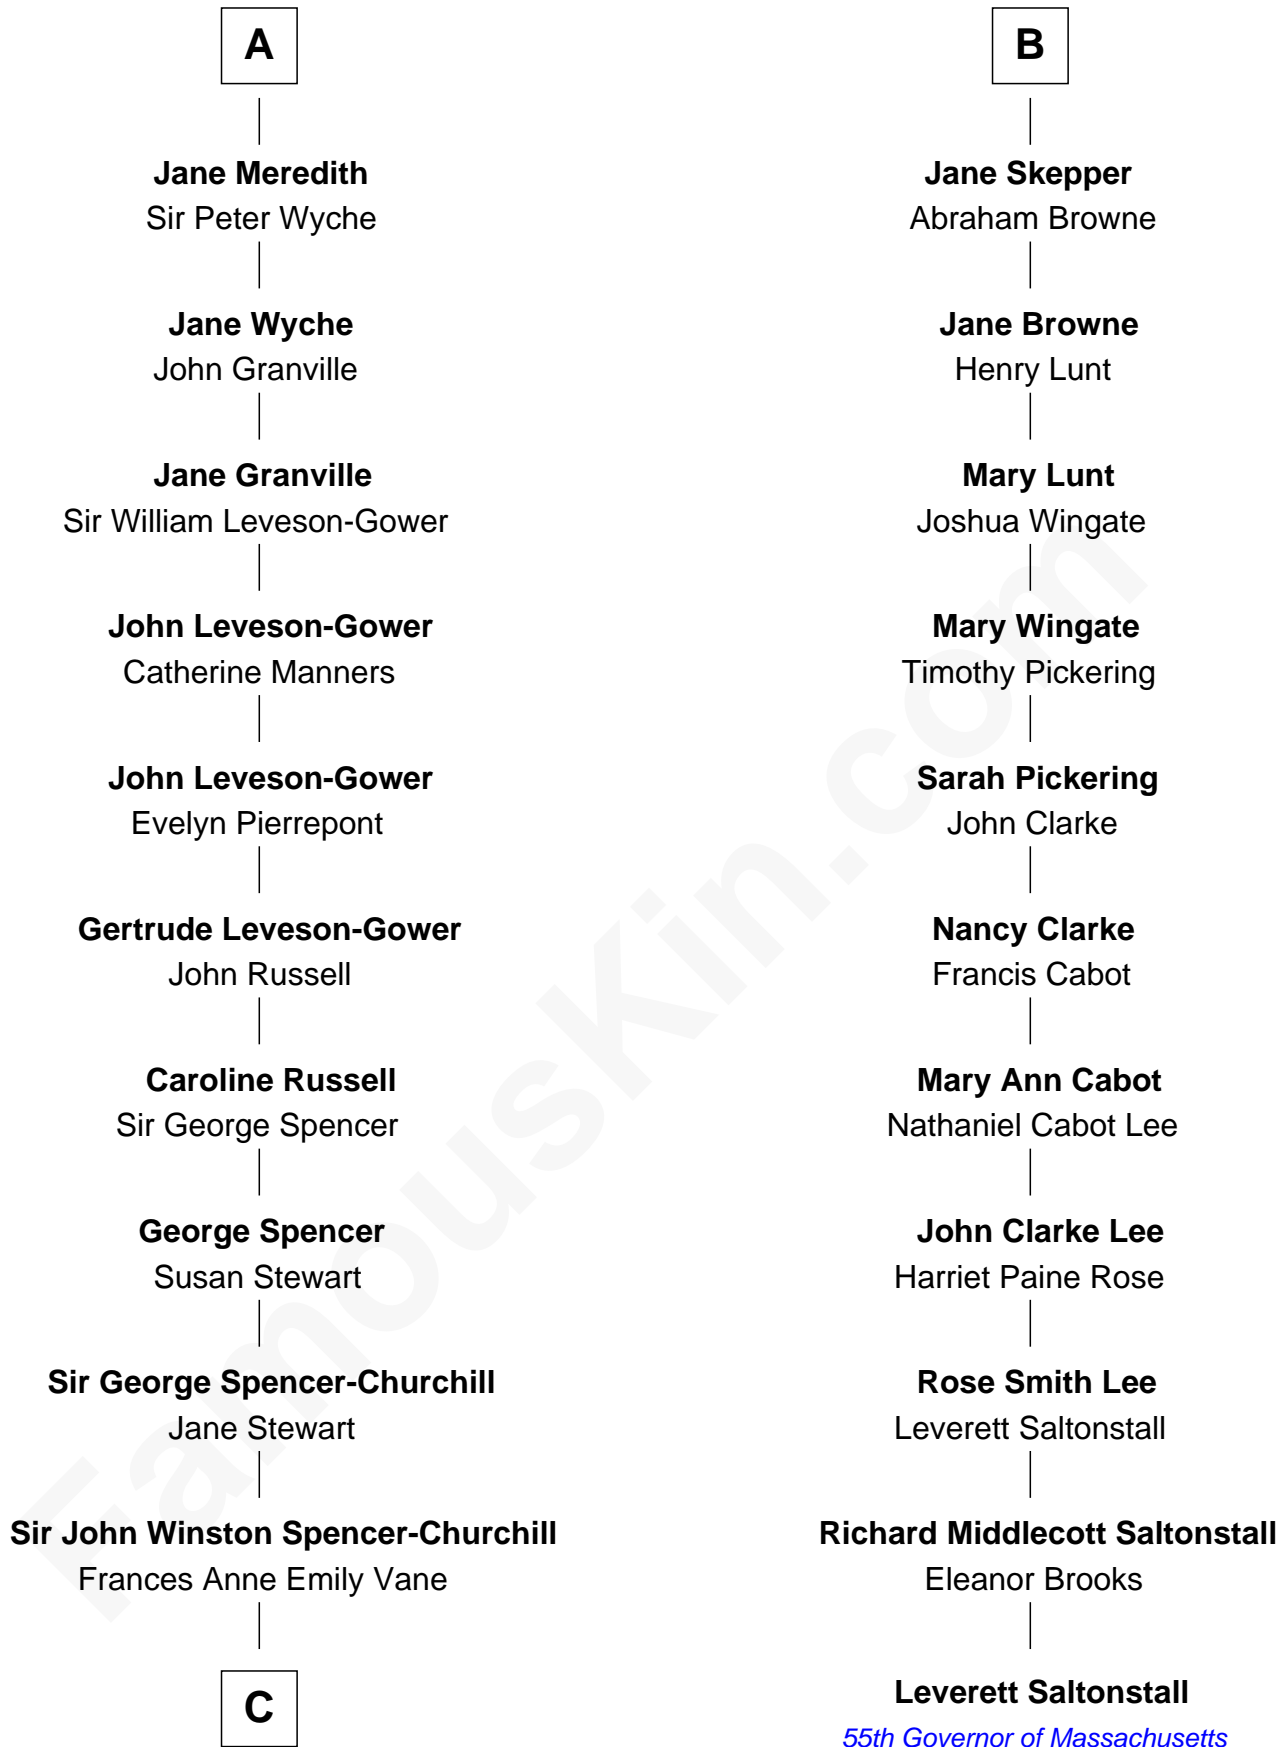 A
Jane Meredith
Sir Peter Wyche
Jane Wyche
John Granville
Jane Granville
Sir William Leveson-Gower
John Leveson-Gower
Catherine Manners
John Leveson-Gower
Evelyn Pierrepont
Gertrude Leveson-Gower
John Russell
Caroline Russell
Sir George Spencer
George Spencer
Susan Stewart
Sir George Spencer-Churchill
Jane Stewart
Sir John Winston Spencer-Churchill
Frances Anne Emily Vane
C
B
Jane Skepper
Abraham Browne
Jane Browne
Henry Lunt
Mary Lunt
Joshua Wingate
Mary Wingate
Timothy Pickering
Sarah Pickering
John Clarke
Nancy Clarke
Francis Cabot
Mary Ann Cabot
Nathaniel Cabot Lee
John Clarke Lee
Harriet Paine Rose
Rose Smith Lee
Leverett Saltonstall
Richard Middlecott Saltonstall
Eleanor Brooks
Leverett Saltonstall
55th Governor of Massachusetts
FamousKin.com